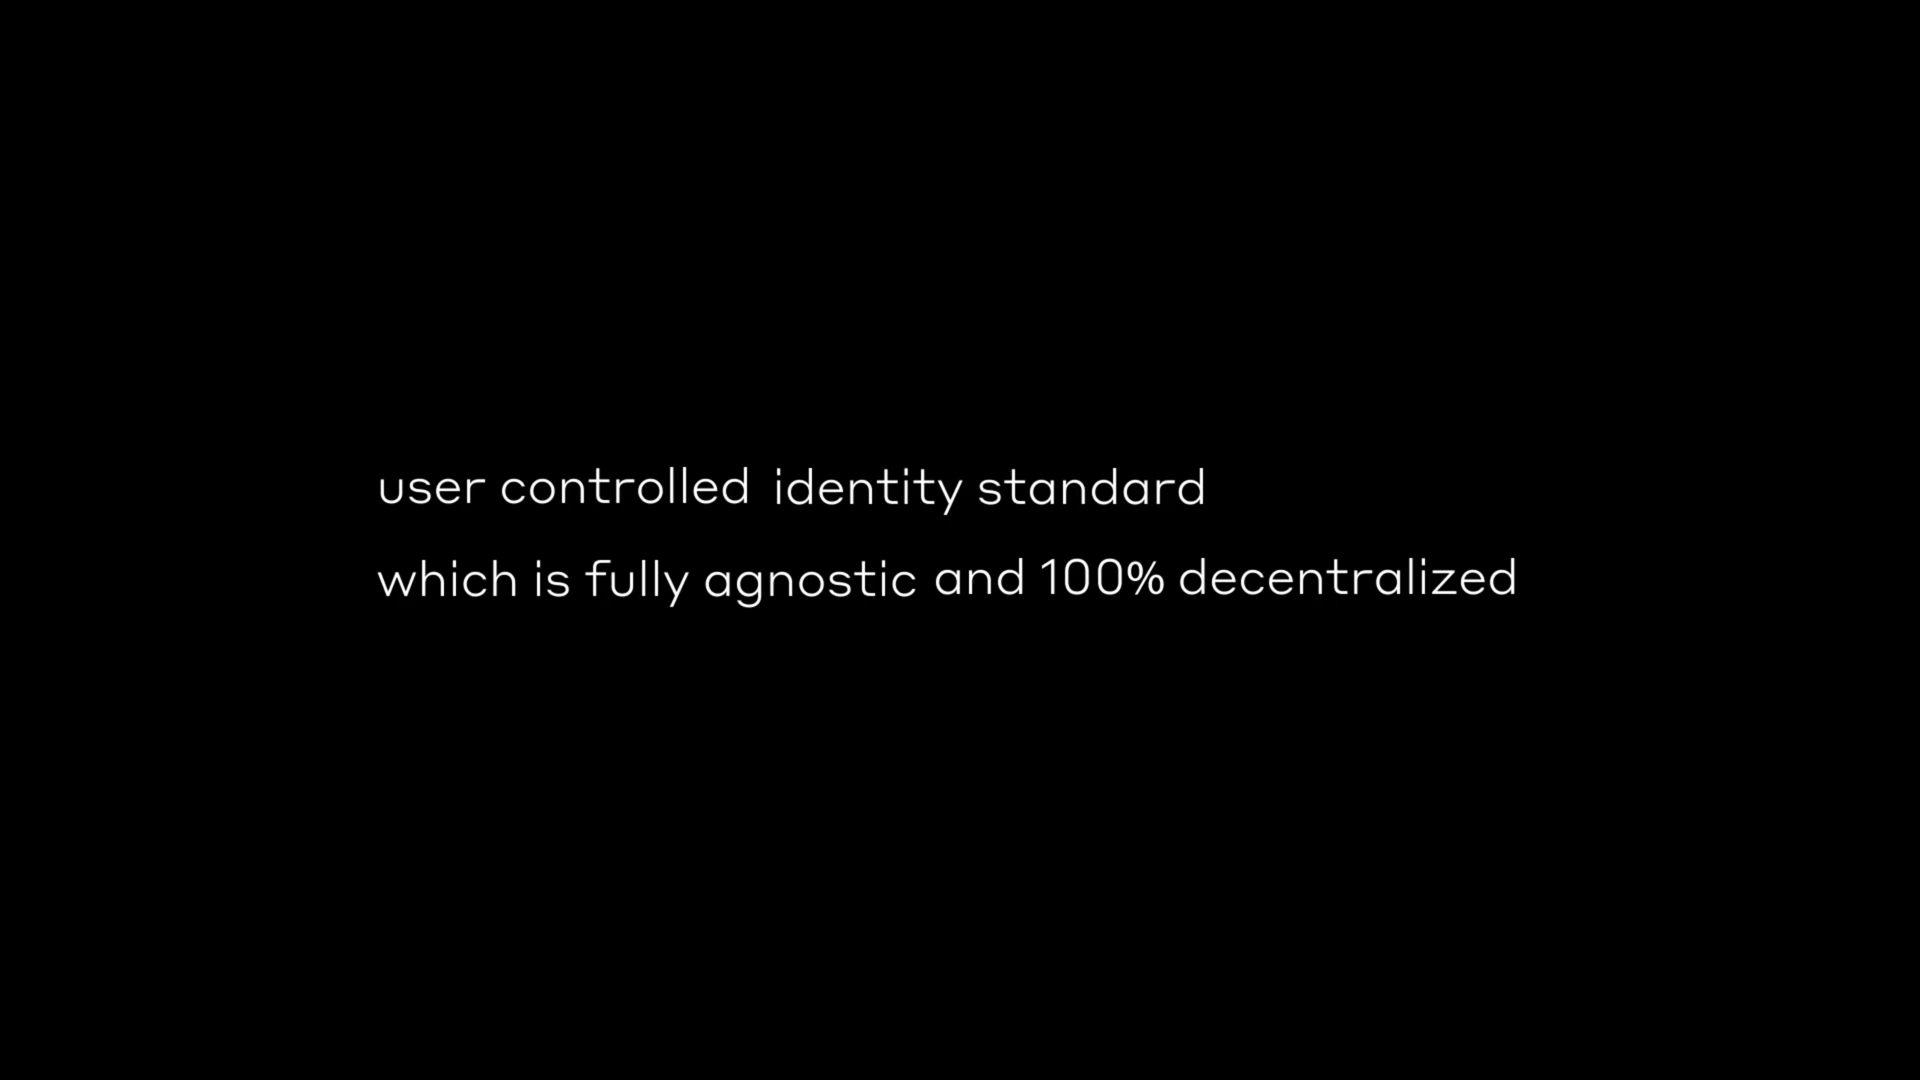 user controlled identity standard
which is fully agnostic and 100% decentralized